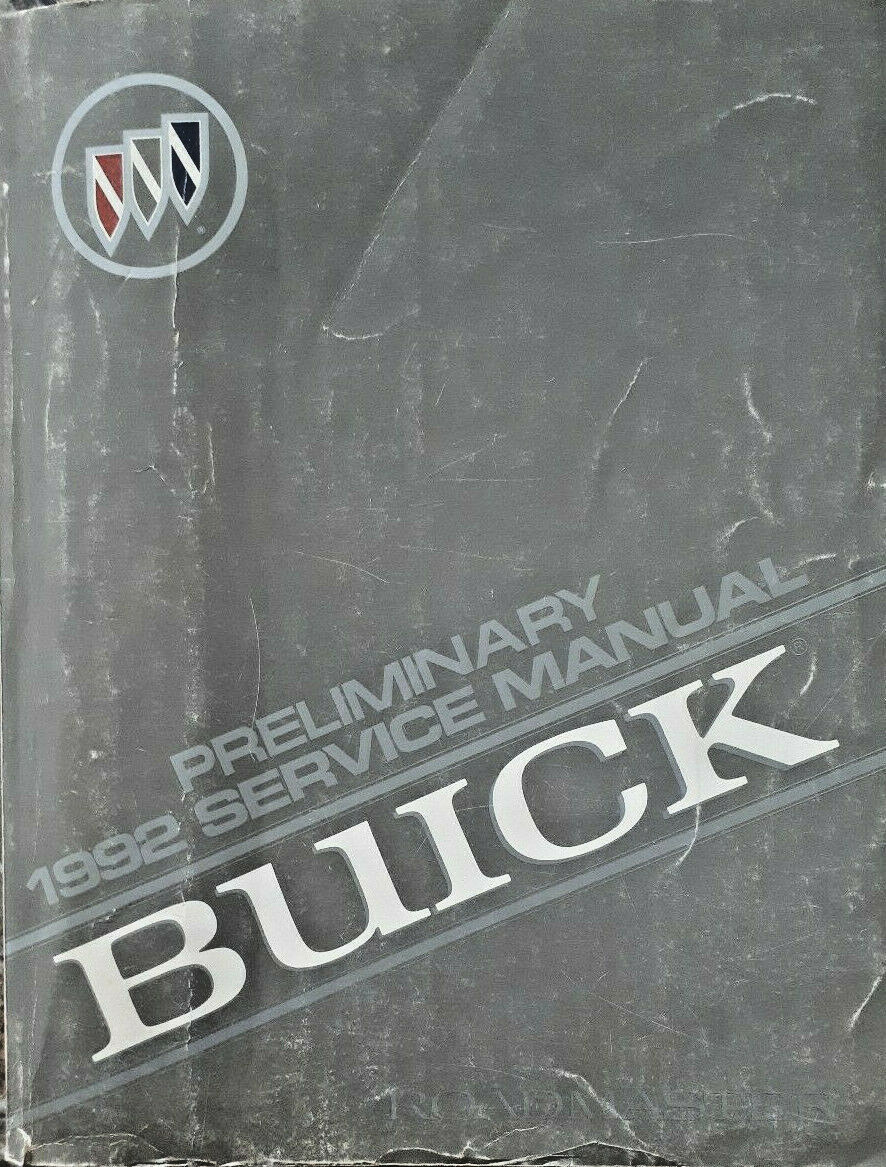 PRELIMINARY
1992 SERVICE MANUAL
BUICK®
ROADMASTER